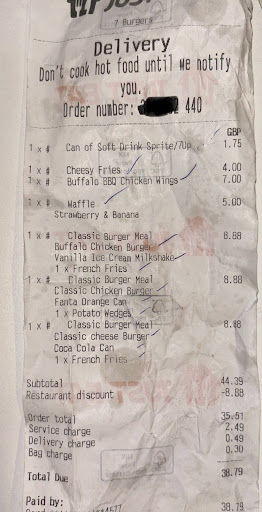 7 Burgers
Delivery
Don't cook hot food until we notify
you.
Order number: 440
GBP
1 x # Can of Soft Drink Sprite/7Up 1.75
1 x # Cheesy Fries 4.00
1 x # Buffalo BBQ Chicken Wings 7.00
1 x # Waffle 5.00
Strawberry & Banana
1 x # Classic Burger Meal 8.88
Buffalo Chicken Burger
Vanilla Ice Cream Milkshake
1 x French Fries
1 x # Classic Burger Meal 8.88
Classic Chicken Burger
Fanta Orange Can
1 x Potato Wedges
1 x # Classic Burger Meal 8.88
Classic cheese Burger
Coca Cola Can
1 x French Fries
Subtotal 44.39
Restaurant discount -8.88
Order total 35.51
Service charge 2.49
Delivery charge 0.49
Bag charge 0.30
Total Due 38.79
Paid by:
38.79